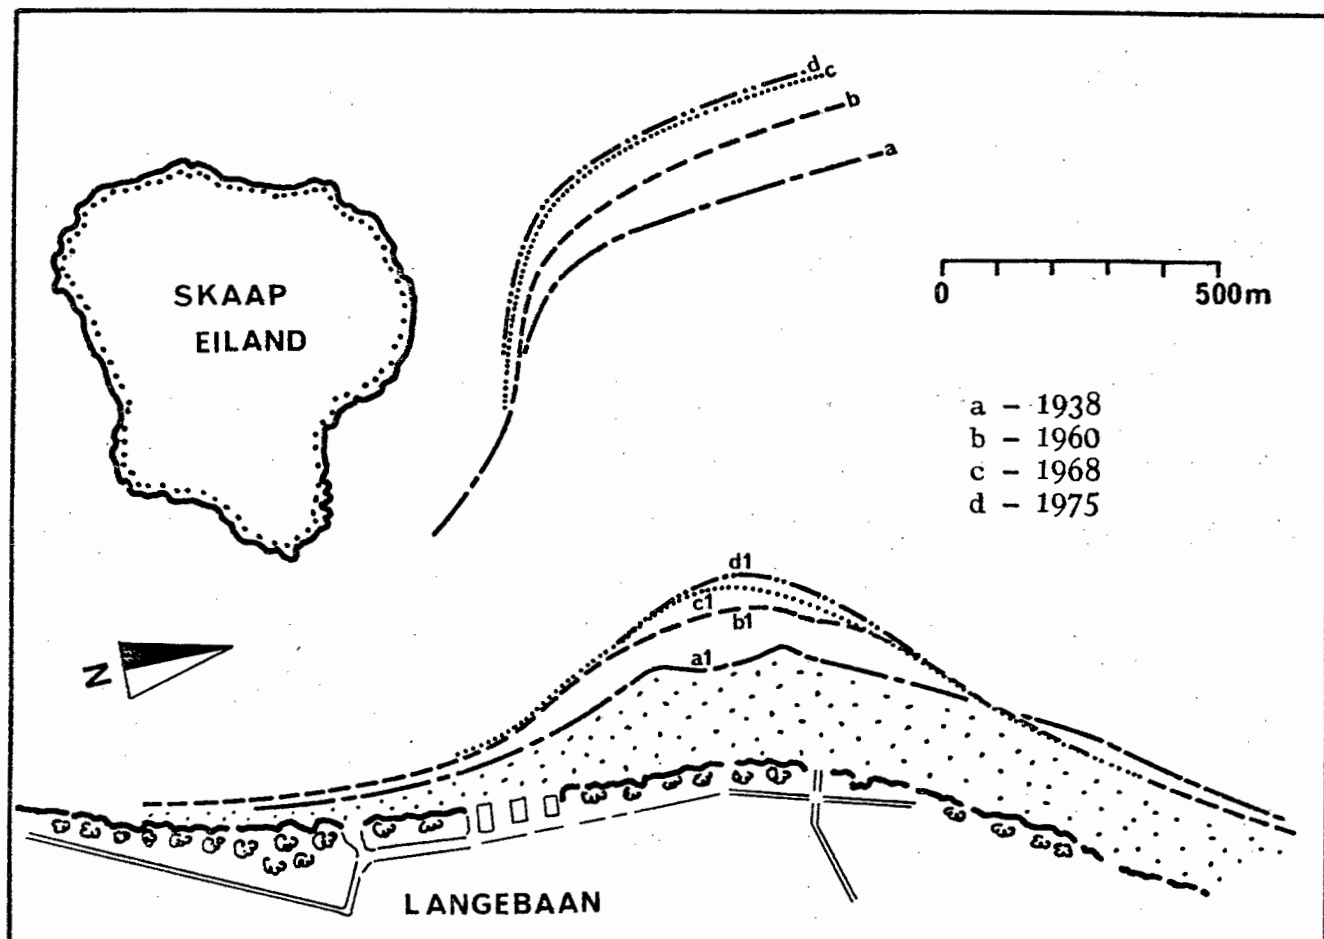 d
c
b
a
SKAAP
EILAND
0 500m
a - 1938
b - 1960
c - 1968
d - 1975
d1
c1
b1
a1
N
LANGEBAAN